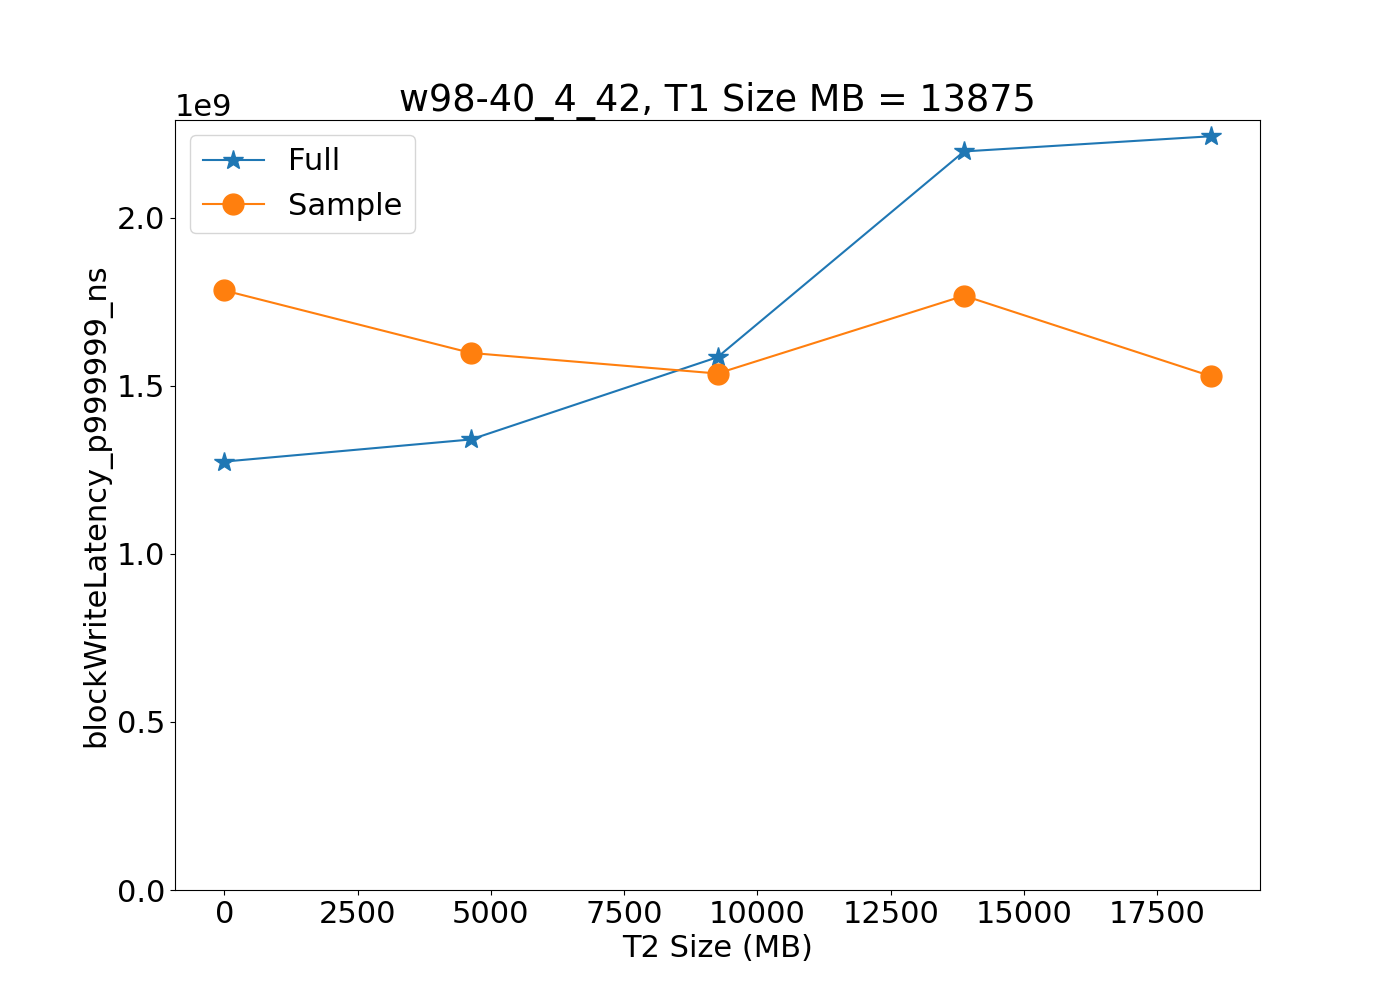 w98-40_4_42, T1 Size MB = 13875
1e9
Full
Sample
2.0
1.5
1.0
0.5
0.0
blockWriteLatency_p999999_ns
0 2500 5000 7500 10000 12500 15000 17500
T2 Size (MB)